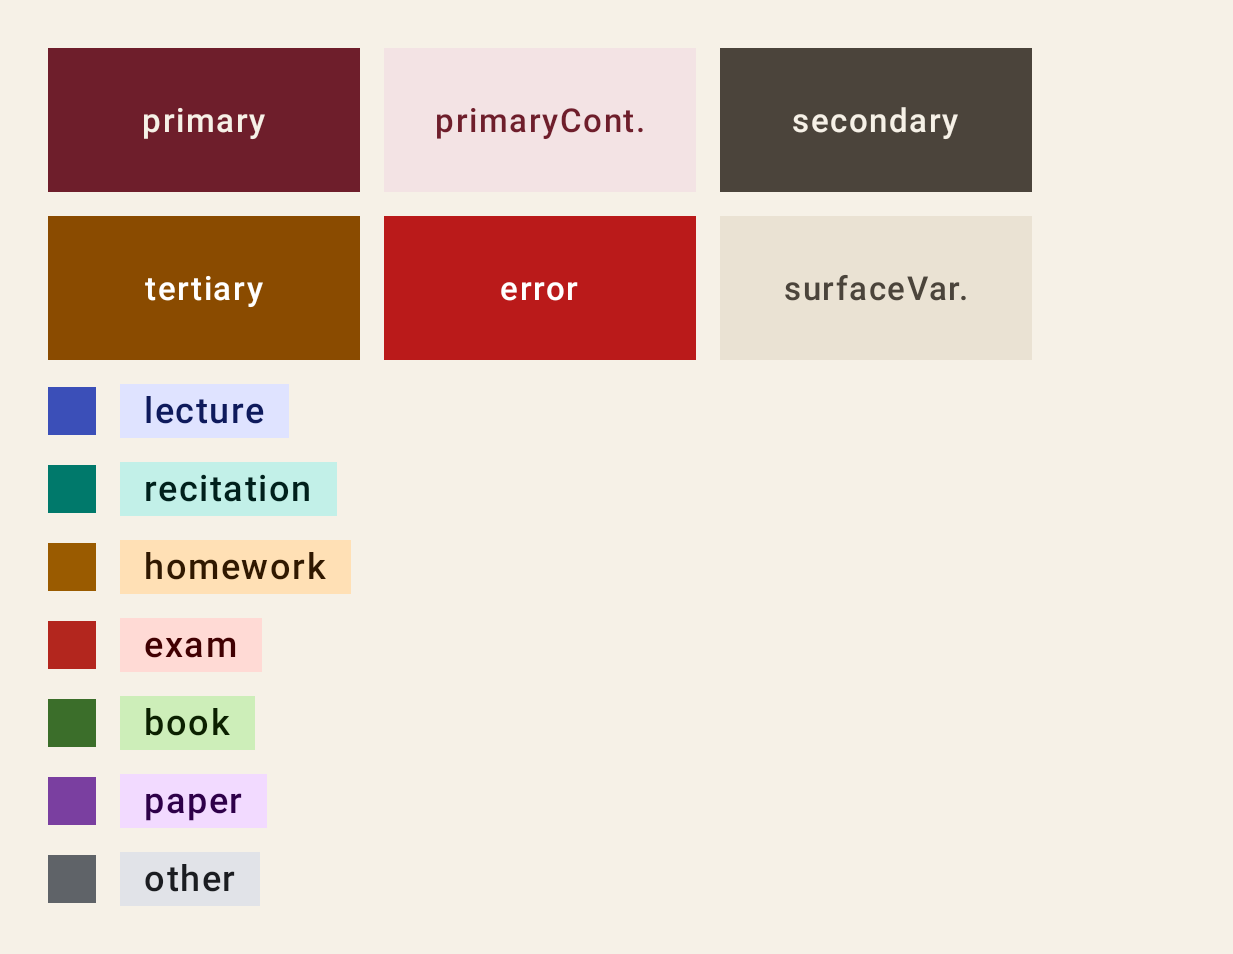 primary primaryCont. secondary
tertiary error surfaceVar.
lecture
recitation
homework
exam
book
paper
other